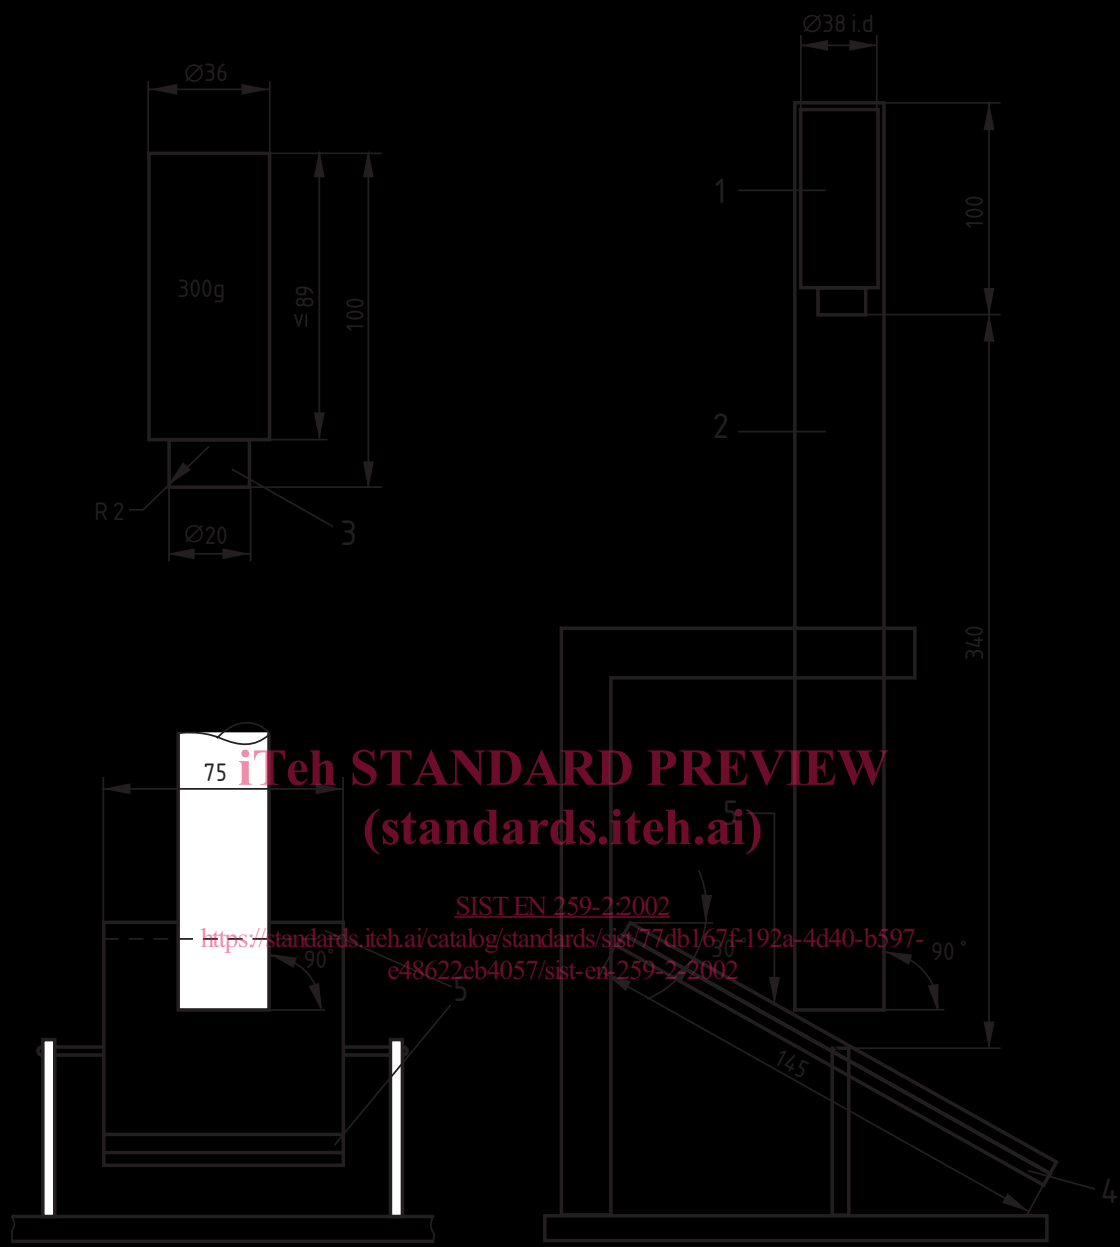 Ø38 i.d
Ø36
1
100
300g
≤ 89
100
2
R 2
3
Ø20
340
75
iTeh STANDARD PREVIEW
(standards.iteh.ai)
5
SIST EN 259-2:2002
https://standards.iteh.ai/catalog/standards/sist/77db167f-192a-4d40-b597-
e48622eb4057/sist-en-259-2-2002
90°
30
90°
5
145
4